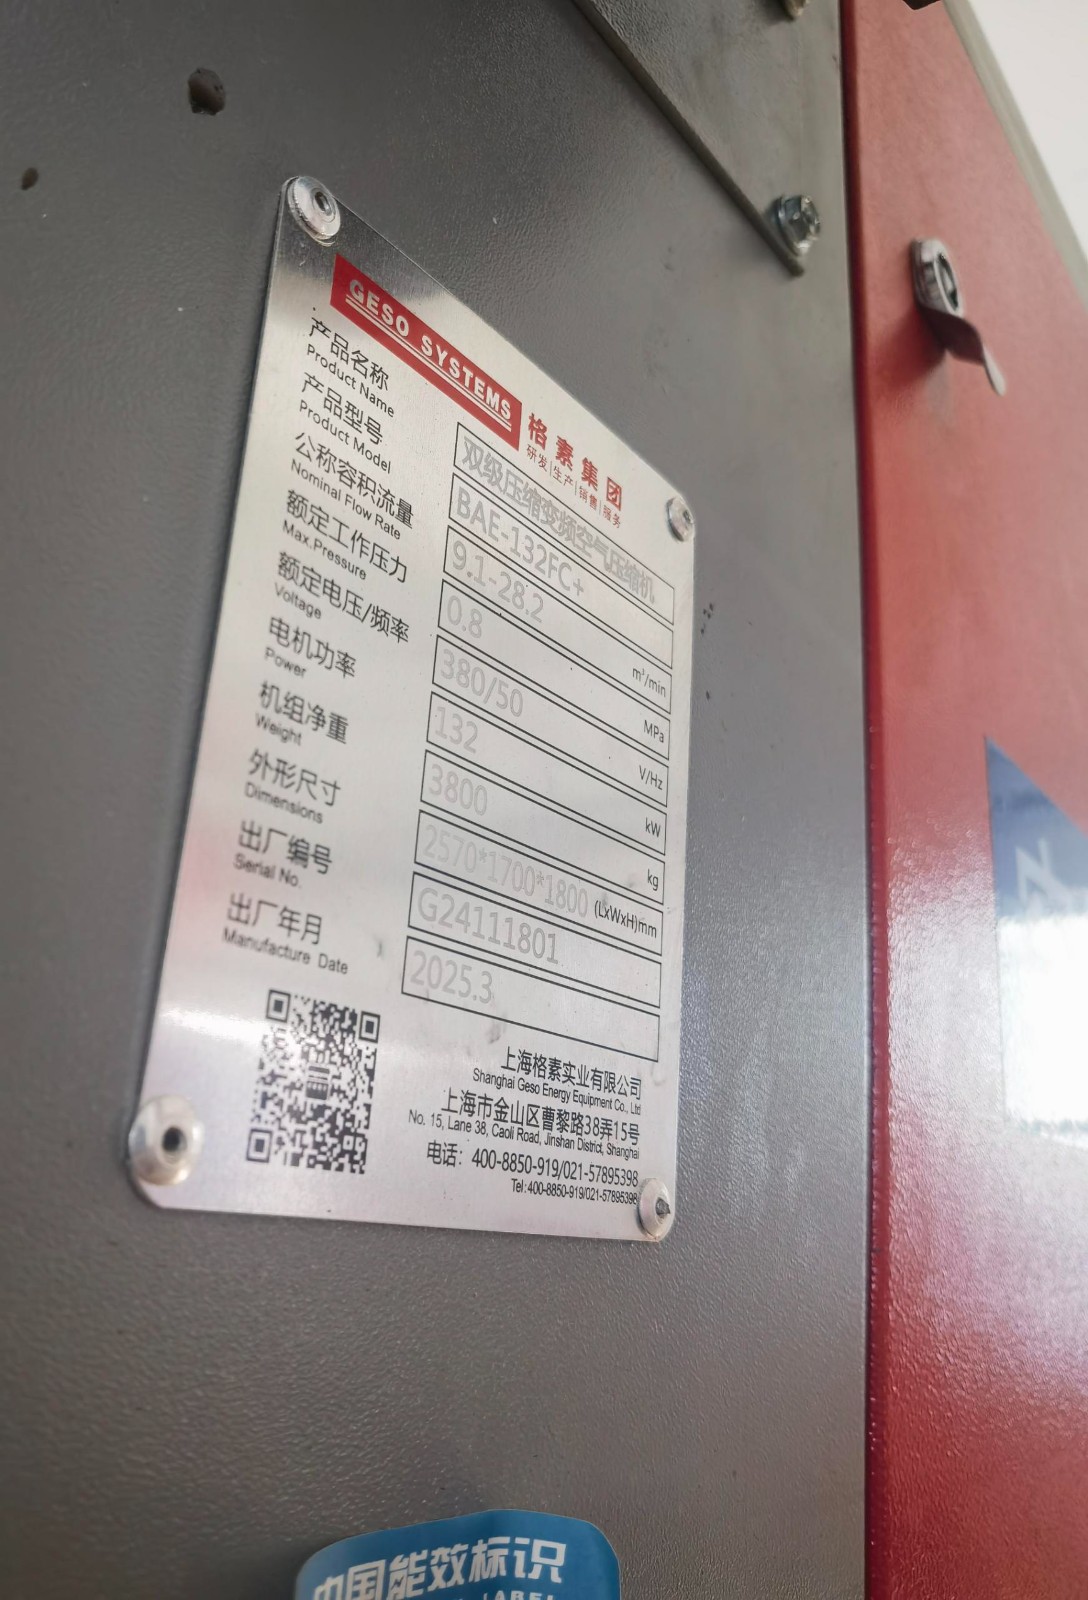 GESO SYSTEMS
格素集团
研发|生产|销售|服务
产品名称 双级压缩变频空气压缩机
Product Name
产品型号 BAE-132FC+
Product Model
公称容积流量 9.1-28.2 m³/min
Nominal Flow Rate
额定工作压力 0.8 MPa
Max.Pressure
额定电压/频率 380/50 V/Hz
Voltage
电机功率 132 kW
Power
机组净重 3800 kg
Weight
外形尺寸 2570*1700*1800 (LxWxH)mm
Dimensions
出厂编号 G24111801
Serial No.
出厂年月 2025.3
Manufacture Date
上海格素实业有限公司
Shanghai Geso Energy Equipment Co., Ltd
上海市金山区曹黎路38弄15号
No. 15, Lane 38, Caoli Road, Jinshan District, Shanghai
电话：400-8850-919/021-57895398
Tel:400-8850-919/021-57895398
中国能效标识
LABEL